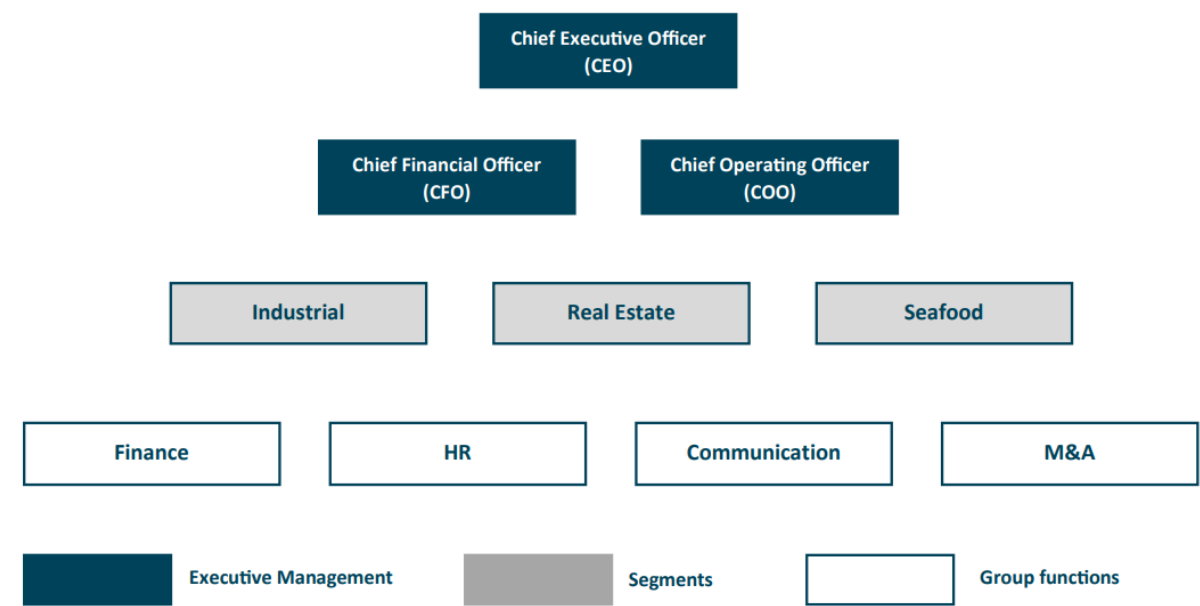 Chief Executive Officer
(CEO)
Chief Financial Officer
(CFO)
Chief Operating Officer
(COO)
Industrial
Real Estate
Seafood
Finance
HR
Communication
M&A
Executive Management
Segments
Group functions